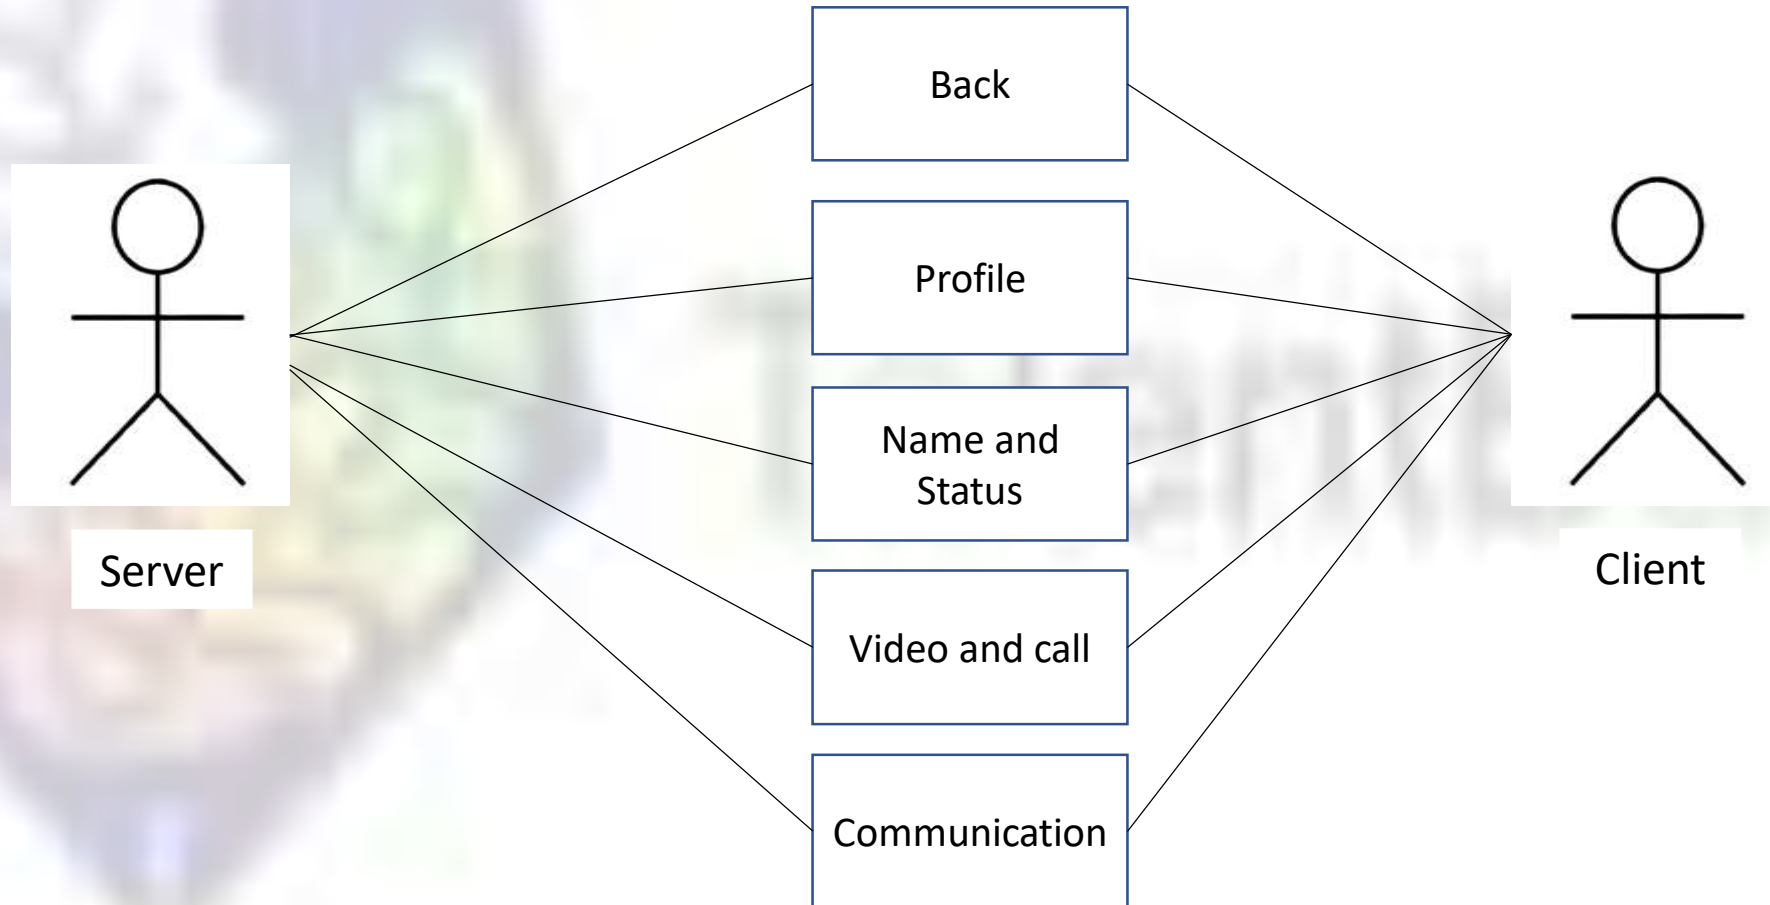 Back
Profile
Name and
Status
Video and call
Communication
Server
Client